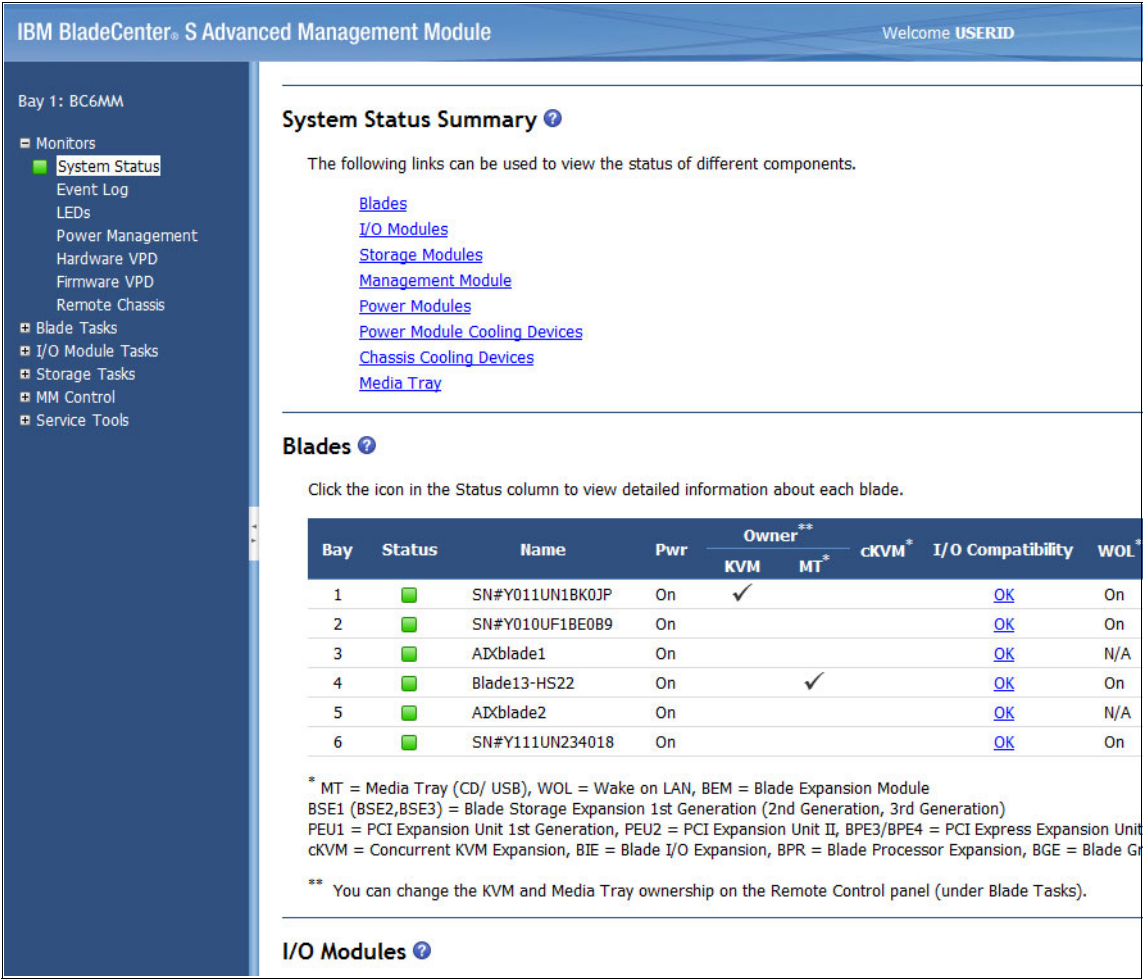 IBM BladeCenter® S Advanced Management Module
Welcome USERID
Bay 1: BC6MM
Monitors
System Status
Event Log
LEDs
Power Management
Hardware VPD
Firmware VPD
Remote Chassis
Blade Tasks
I/O Module Tasks
Storage Tasks
MM Control
Service Tools
System Status Summary ?
The following links can be used to view the status of different components.
Blades
I/O Modules
Storage Modules
Management Module
Power Modules
Power Module Cooling Devices
Chassis Cooling Devices
Media Tray
Blades ?
Click the icon in the Status column to view detailed information about each blade.
Bay Status Name Pwr Owner** cKVM* I/O Compatibility WOL*
KVM MT*
1 SN#Y011UN1BK0JP On ✓ OK On
2 SN#Y010UF1BE0B9 On OK On
3 AIXblade1 On OK N/A
4 Blade13-HS22 On ✓ OK On
5 AIXblade2 On OK N/A
6 SN#Y111UN234018 On OK On
* MT = Media Tray (CD/ USB), WOL = Wake on LAN, BEM = Blade Expansion Module
BSE1 (BSE2,BSE3) = Blade Storage Expansion 1st Generation (2nd Generation, 3rd Generation)
PEU1 = PCI Expansion Unit 1st Generation, PEU2 = PCI Expansion Unit II, BPE3/BPE4 = PCI Express Expansion Unit
cKVM = Concurrent KVM Expansion, BIE = Blade I/O Expansion, BPR = Blade Processor Expansion, BGE = Blade Gr
** You can change the KVM and Media Tray ownership on the Remote Control panel (under Blade Tasks).
I/O Modules ?